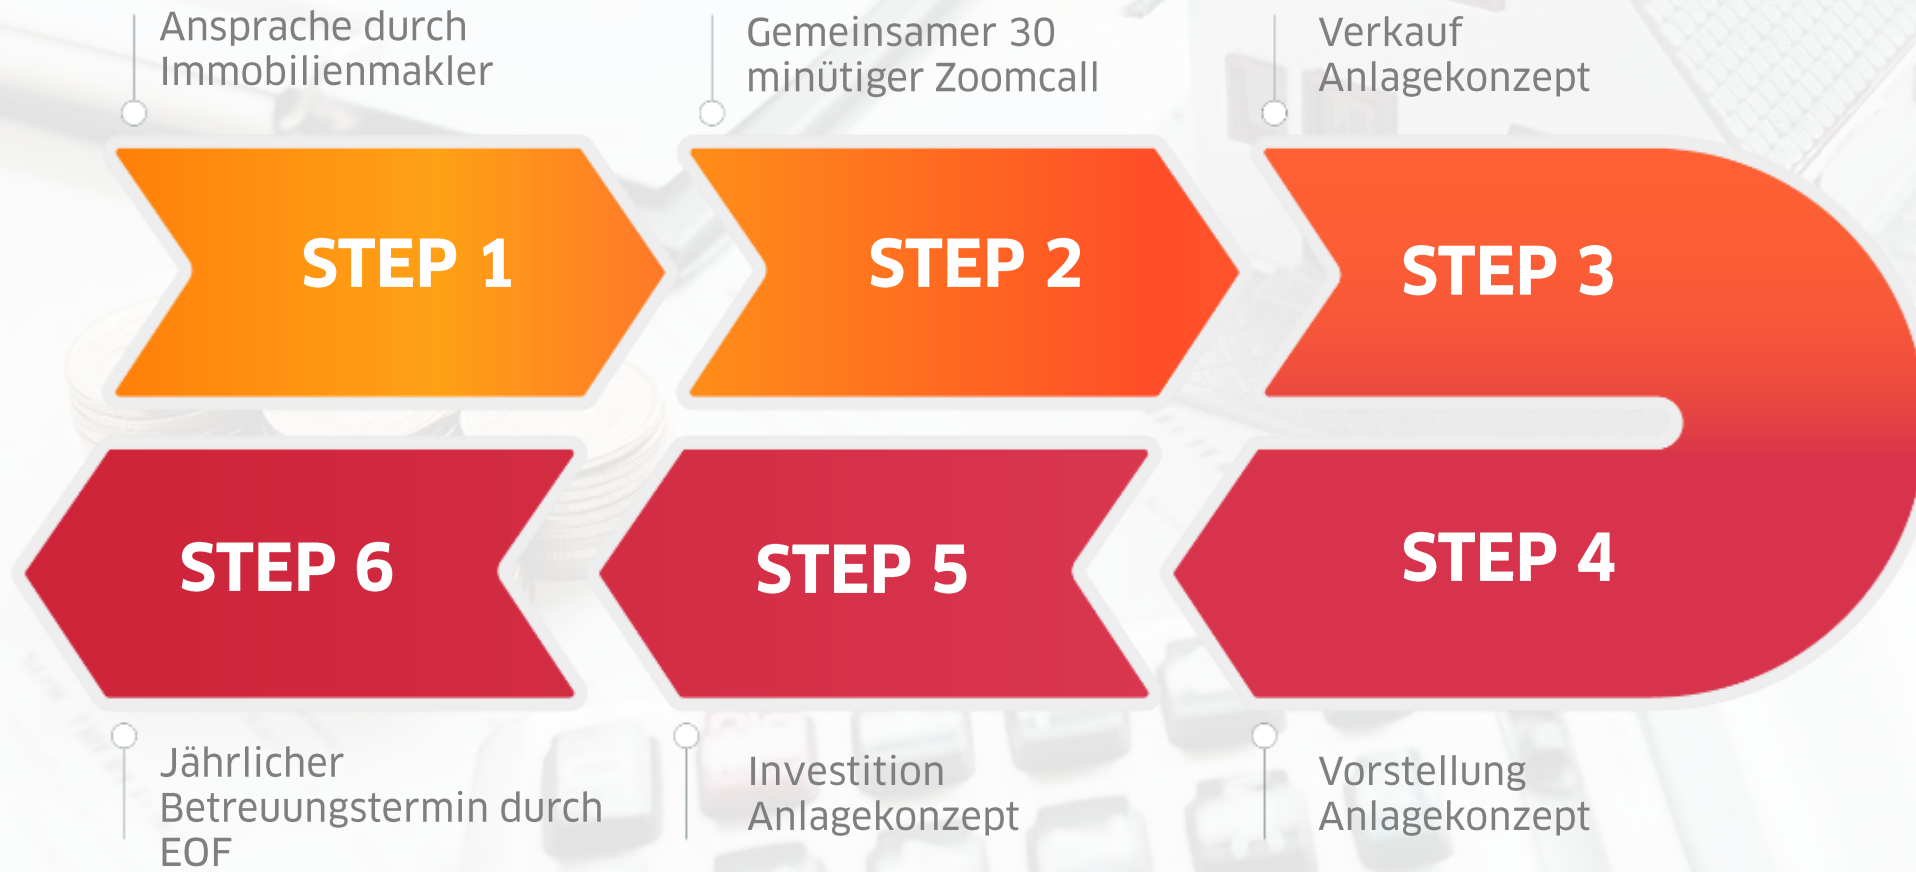 Ansprache durch
Immobilienmakler
Gemeinsamer 30
minütiger Zoomcall
Verkauf
Anlagekonzept
STEP 1
STEP 2
STEP 3
STEP 4
STEP 5
STEP 6
Vorstellung
Anlagekonzept
Investition
Anlagekonzept
Jährlicher
Betreuungstermin durch
EOF